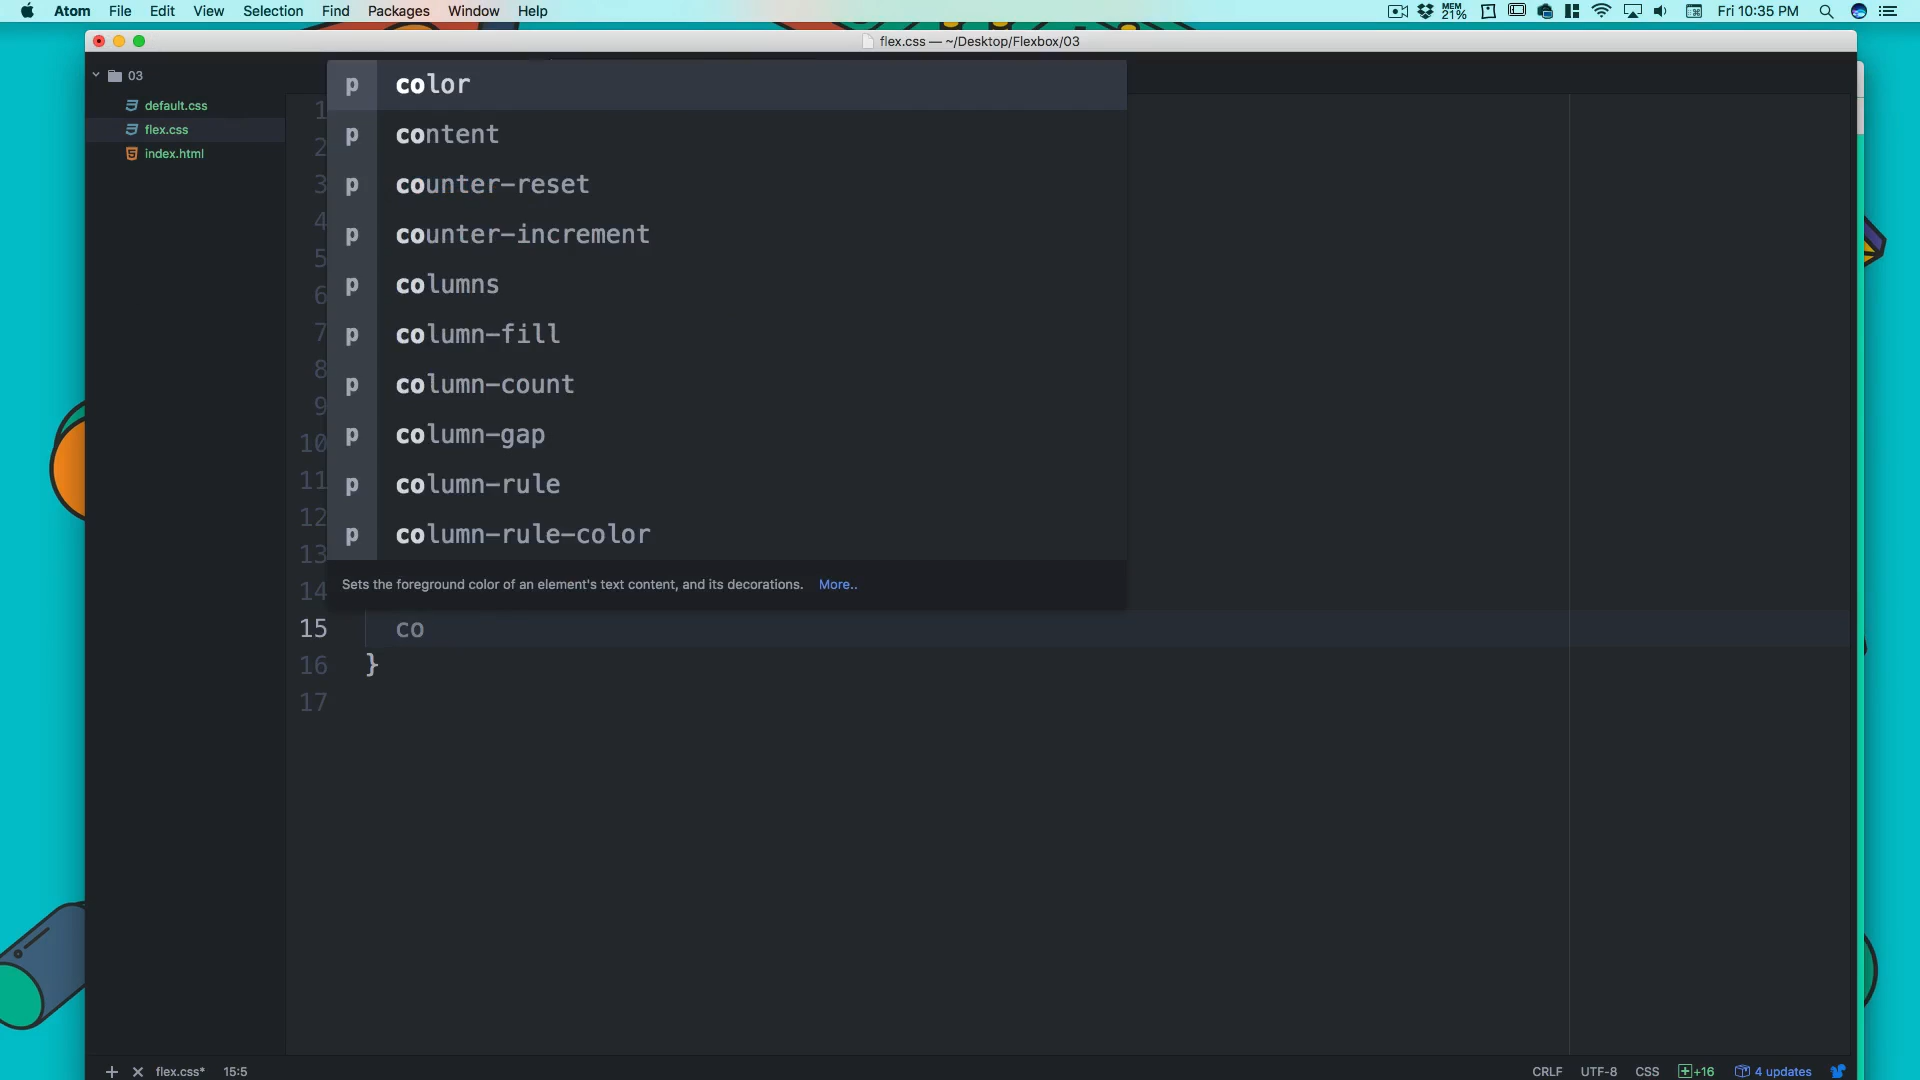 Atom File Edit View Selection Find Packages Window Help MEM 21% Fri 10:35 PM
flex.css — ~/Desktop/Flexbox/03
03
default.css
flex.css
index.html
1
2
3
4
5
6
7
8
9
10
11
12
13
14
p color
p content
p counter-reset
p counter-increment
p columns
p column-fill
p column-count
p column-gap
p column-rule
p column-rule-color
Sets the foreground color of an element's text content, and its decorations. More..
15 co
16 }
17
flex.css* 15:5 CRLF UTF-8 CSS +16 4 updates